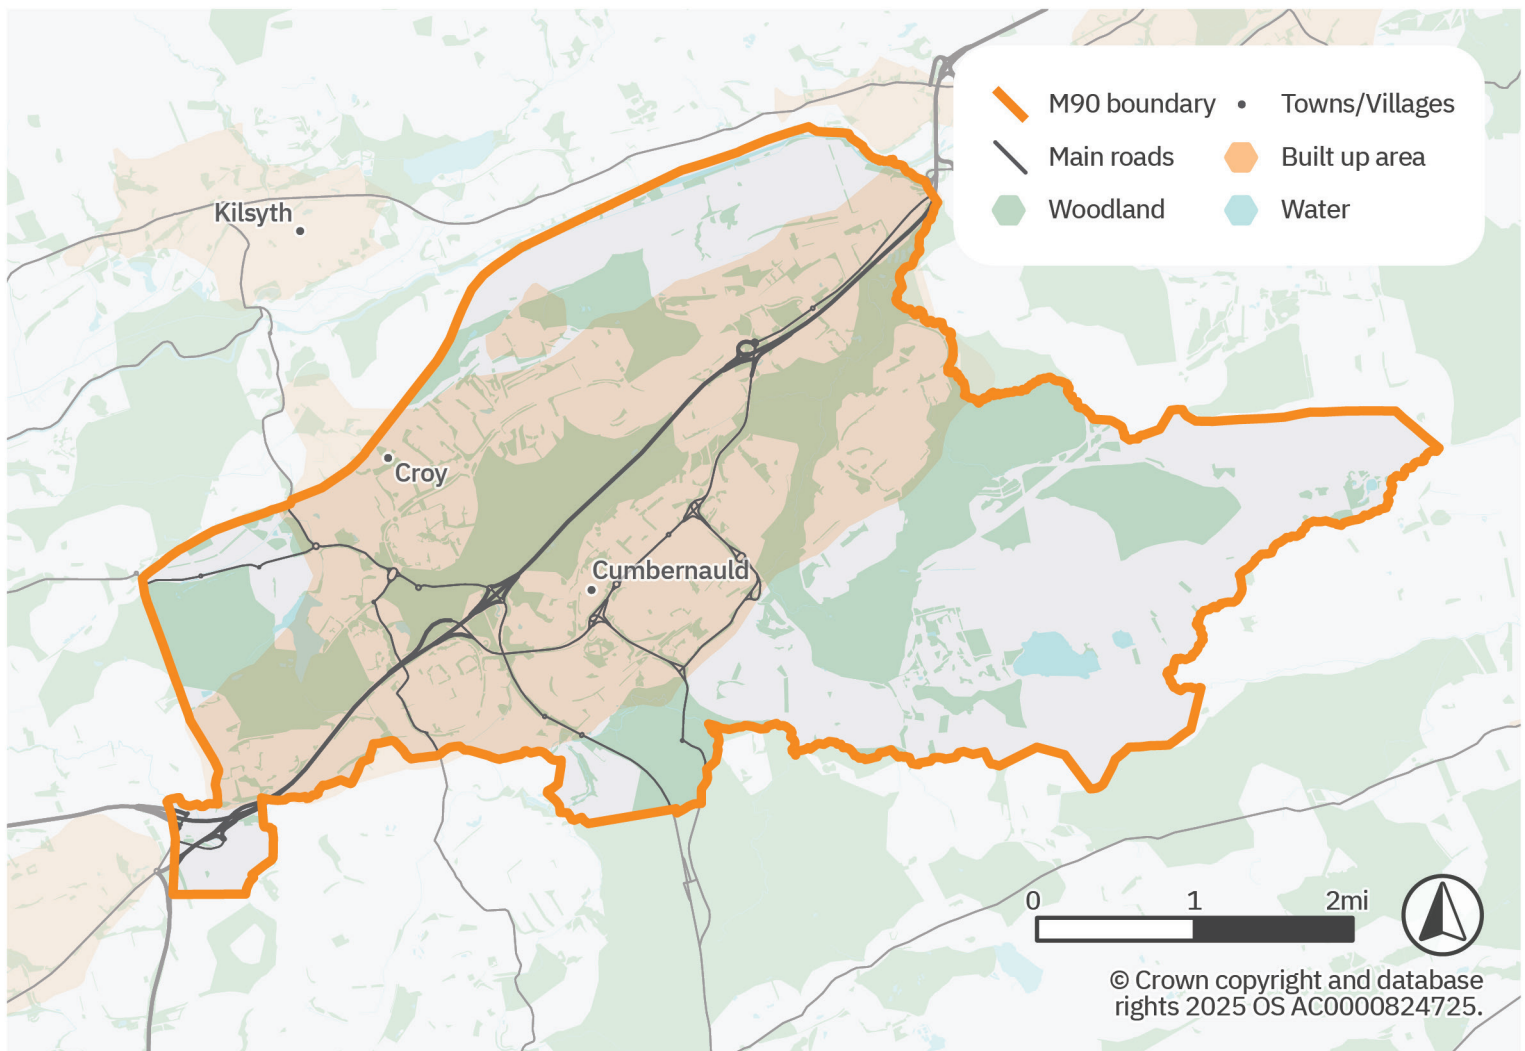 M90 boundary
Towns/Villages
Main roads
Built up area
Woodland
Water
Kilsyth
Croy
Cumbernauld
0 1 2mi
© Crown copyright and database
rights 2025 OS AC0000824725.